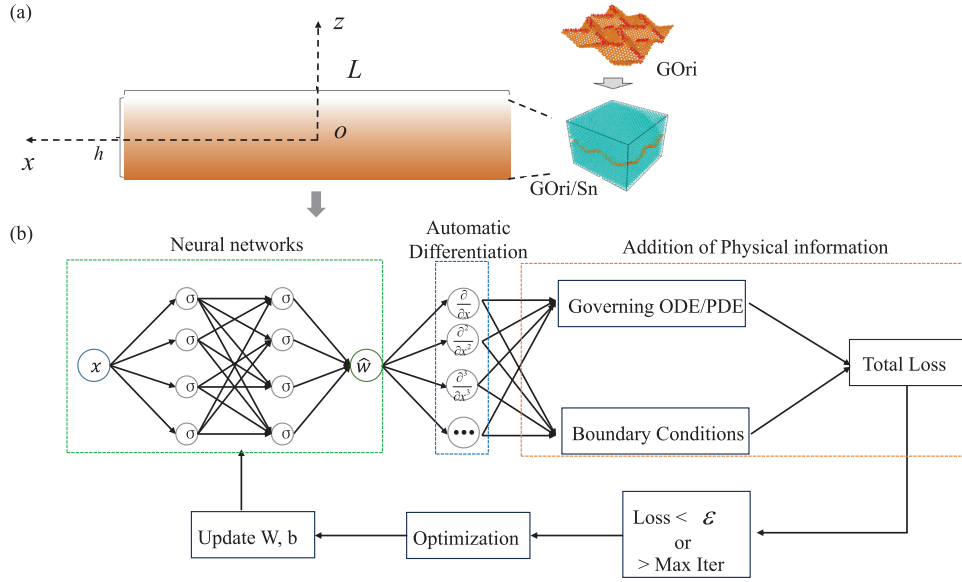 (a)
z
L
GOri
o
x
h
GOri/Sn
(b)
Neural networks
Automatic
Differentiation
Addition of Physical information
σ
σ
∂/∂x
Governing ODE/PDE
σ
σ
∂²/∂x²
x
ŵ
Total Loss
σ
σ
∂³/∂x³
σ
σ
•••
Boundary Conditions
Update W, b
Optimization
Loss < ε
or
> Max Iter